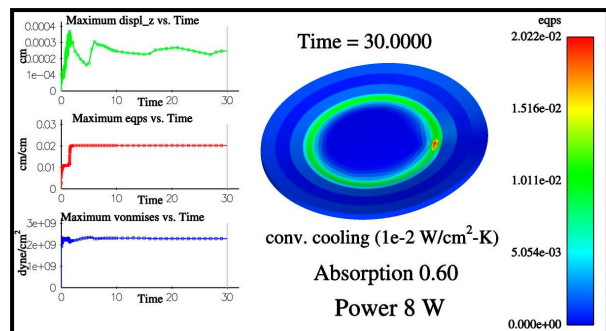 Maximum displ_z vs. Time
0.0004
0.0003
0.0002
1e-04
0
cm
0
10
20
30
Time
Maximum eqps vs. Time
0.03
0.02
0.01
0
cm/cm
0
10
20
30
Time
Maximum vonmises vs. Time
3e+09
2e+09
1e+09
0
dyne/cm²
0
10
20
30
Time
Time = 30.0000
conv. cooling (1e-2 W/cm²-K)
Absorption 0.60
Power 8 W
eqps
2.022e-02
1.516e-02
1.011e-02
5.054e-03
0.000e+00